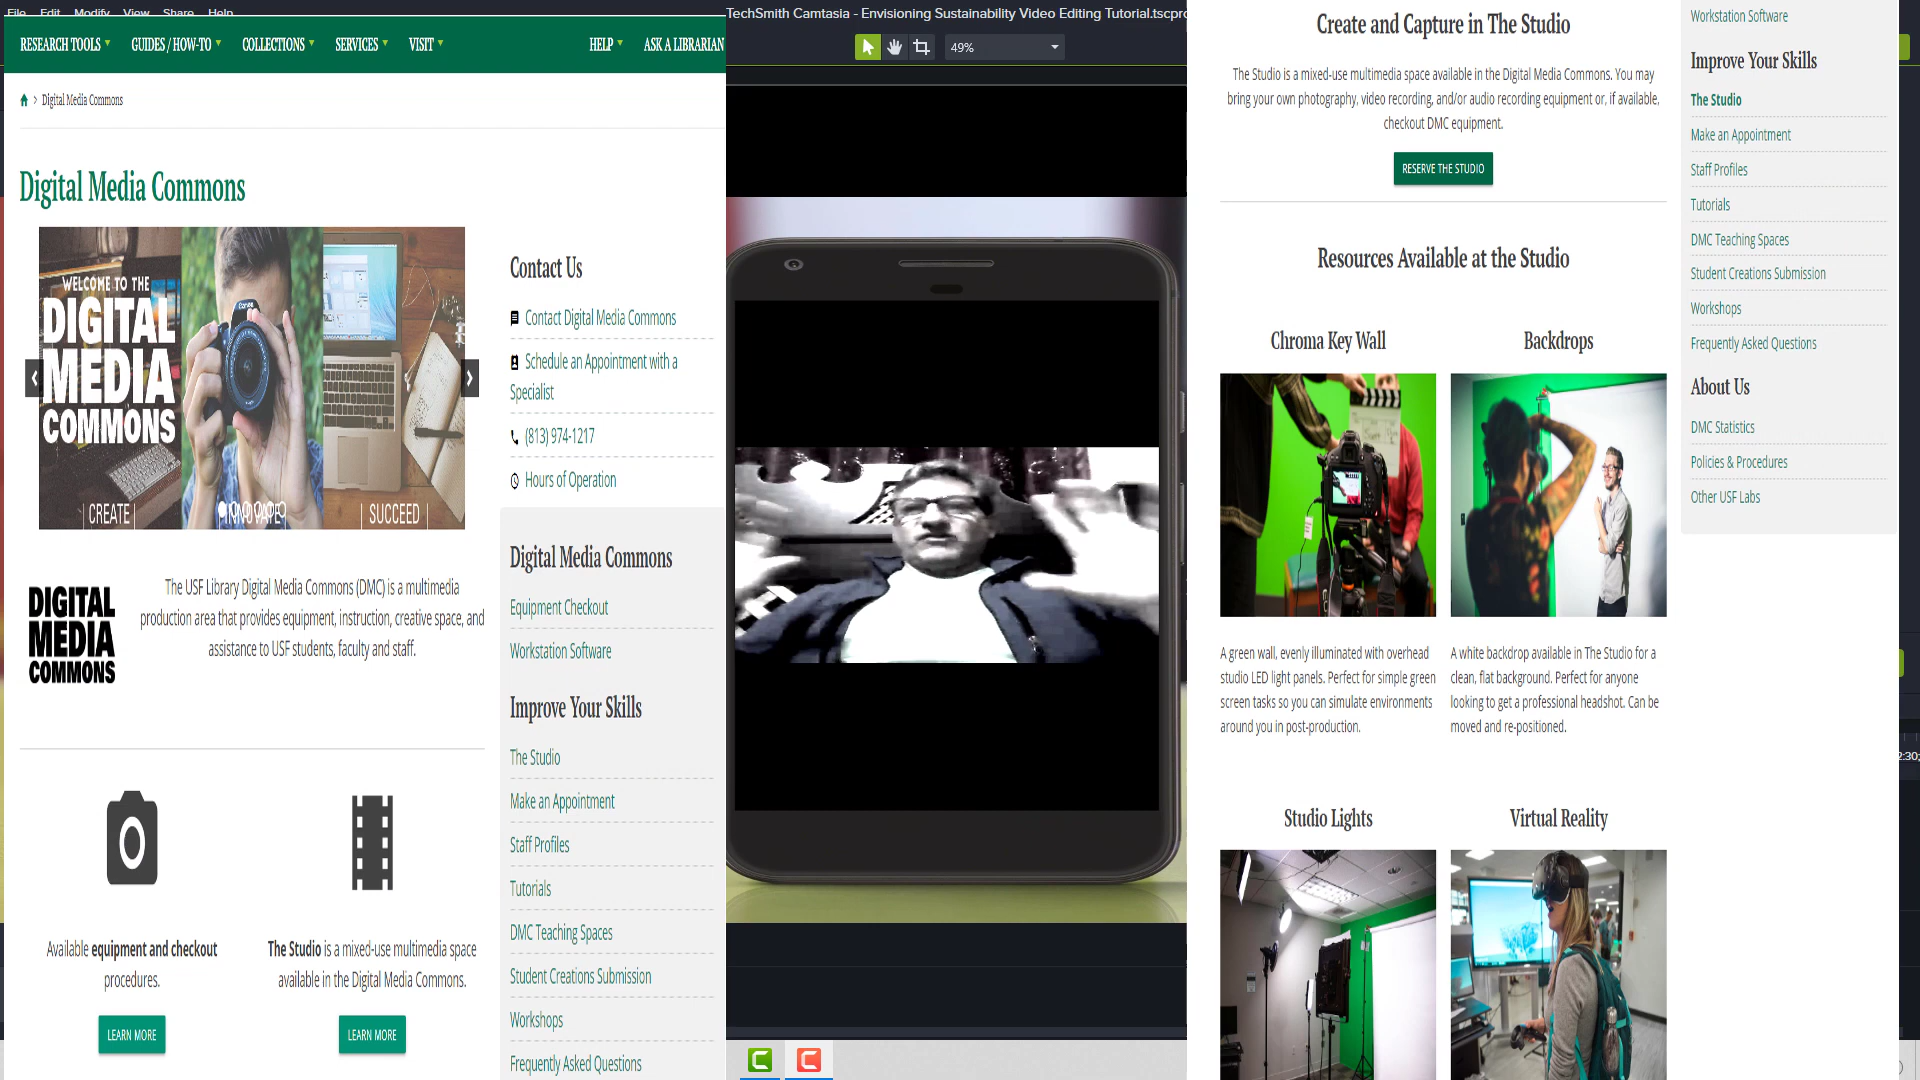 File Edit Modify View Share Help
RESEARCH TOOLS GUIDES / HOW-TO COLLECTIONS SERVICES VISIT HELP ASK A LIBRARIAN
> Digital Media Commons
Digital Media Commons
WELCOME TO THE
DIGITAL
MEDIA
COMMONS
| CREATE | INNOVATE | SUCCEED |
DIGITAL
MEDIA
COMMONS
The USF Library Digital Media Commons (DMC) is a multimedia
production area that provides equipment, instruction, creative space, and
assistance to USF students, faculty and staff.
Available equipment and checkout
procedures.
LEARN MORE
The Studio is a mixed-use multimedia space
available in the Digital Media Commons.
LEARN MORE
Contact Us
Contact Digital Media Commons
Schedule an Appointment with a
Specialist
(813) 974-1217
Hours of Operation
Digital Media Commons
Equipment Checkout
Workstation Software
Improve Your Skills
The Studio
Make an Appointment
Staff Profiles
Tutorials
DMC Teaching Spaces
Student Creations Submission
Workshops
Frequently Asked Questions
TechSmith Camtasia - Envisioning Sustainability Video Editing Tutorial.tscpro
49%
Create and Capture in The Studio
The Studio is a mixed-use multimedia space available in the Digital Media Commons. You may
bring your own photography, video recording, and/or audio recording equipment or, if available,
checkout DMC equipment.
RESERVE THE STUDIO
Resources Available at the Studio
Chroma Key Wall
A green wall, evenly illuminated with overhead
studio LED light panels. Perfect for simple green
screen tasks so you can simulate environments
around you in post-production.
Backdrops
A white backdrop available in The Studio for a
clean, flat background. Perfect for anyone
looking to get a professional headshot. Can be
moved and re-positioned.
Studio Lights
Virtual Reality
Workstation Software
Improve Your Skills
The Studio
Make an Appointment
Staff Profiles
Tutorials
DMC Teaching Spaces
Student Creations Submission
Workshops
Frequently Asked Questions
About Us
DMC Statistics
Policies & Procedures
Other USF Labs
2:30;